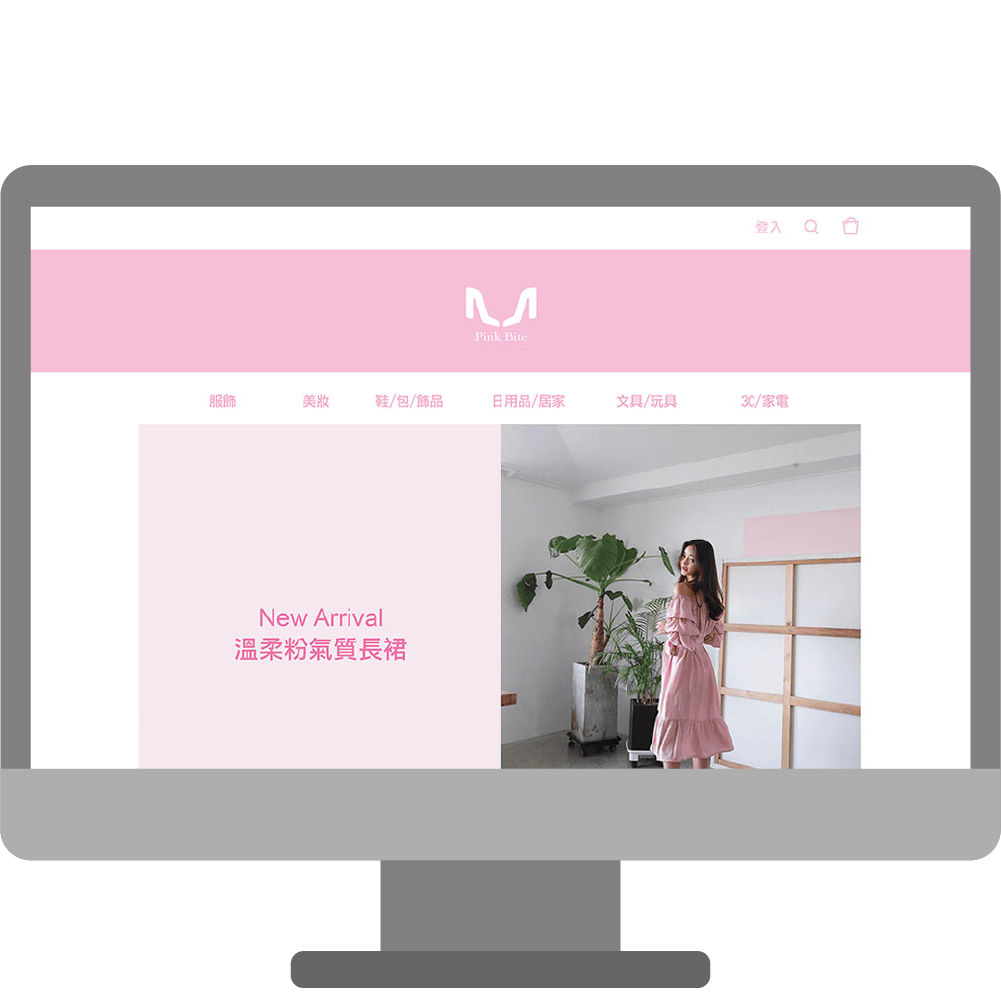 登入
Pink Bite
服飾 美妝 鞋/包/飾品 日用品/居家 文具/玩具 3C/家電
New Arrival
溫柔粉氣質長裙